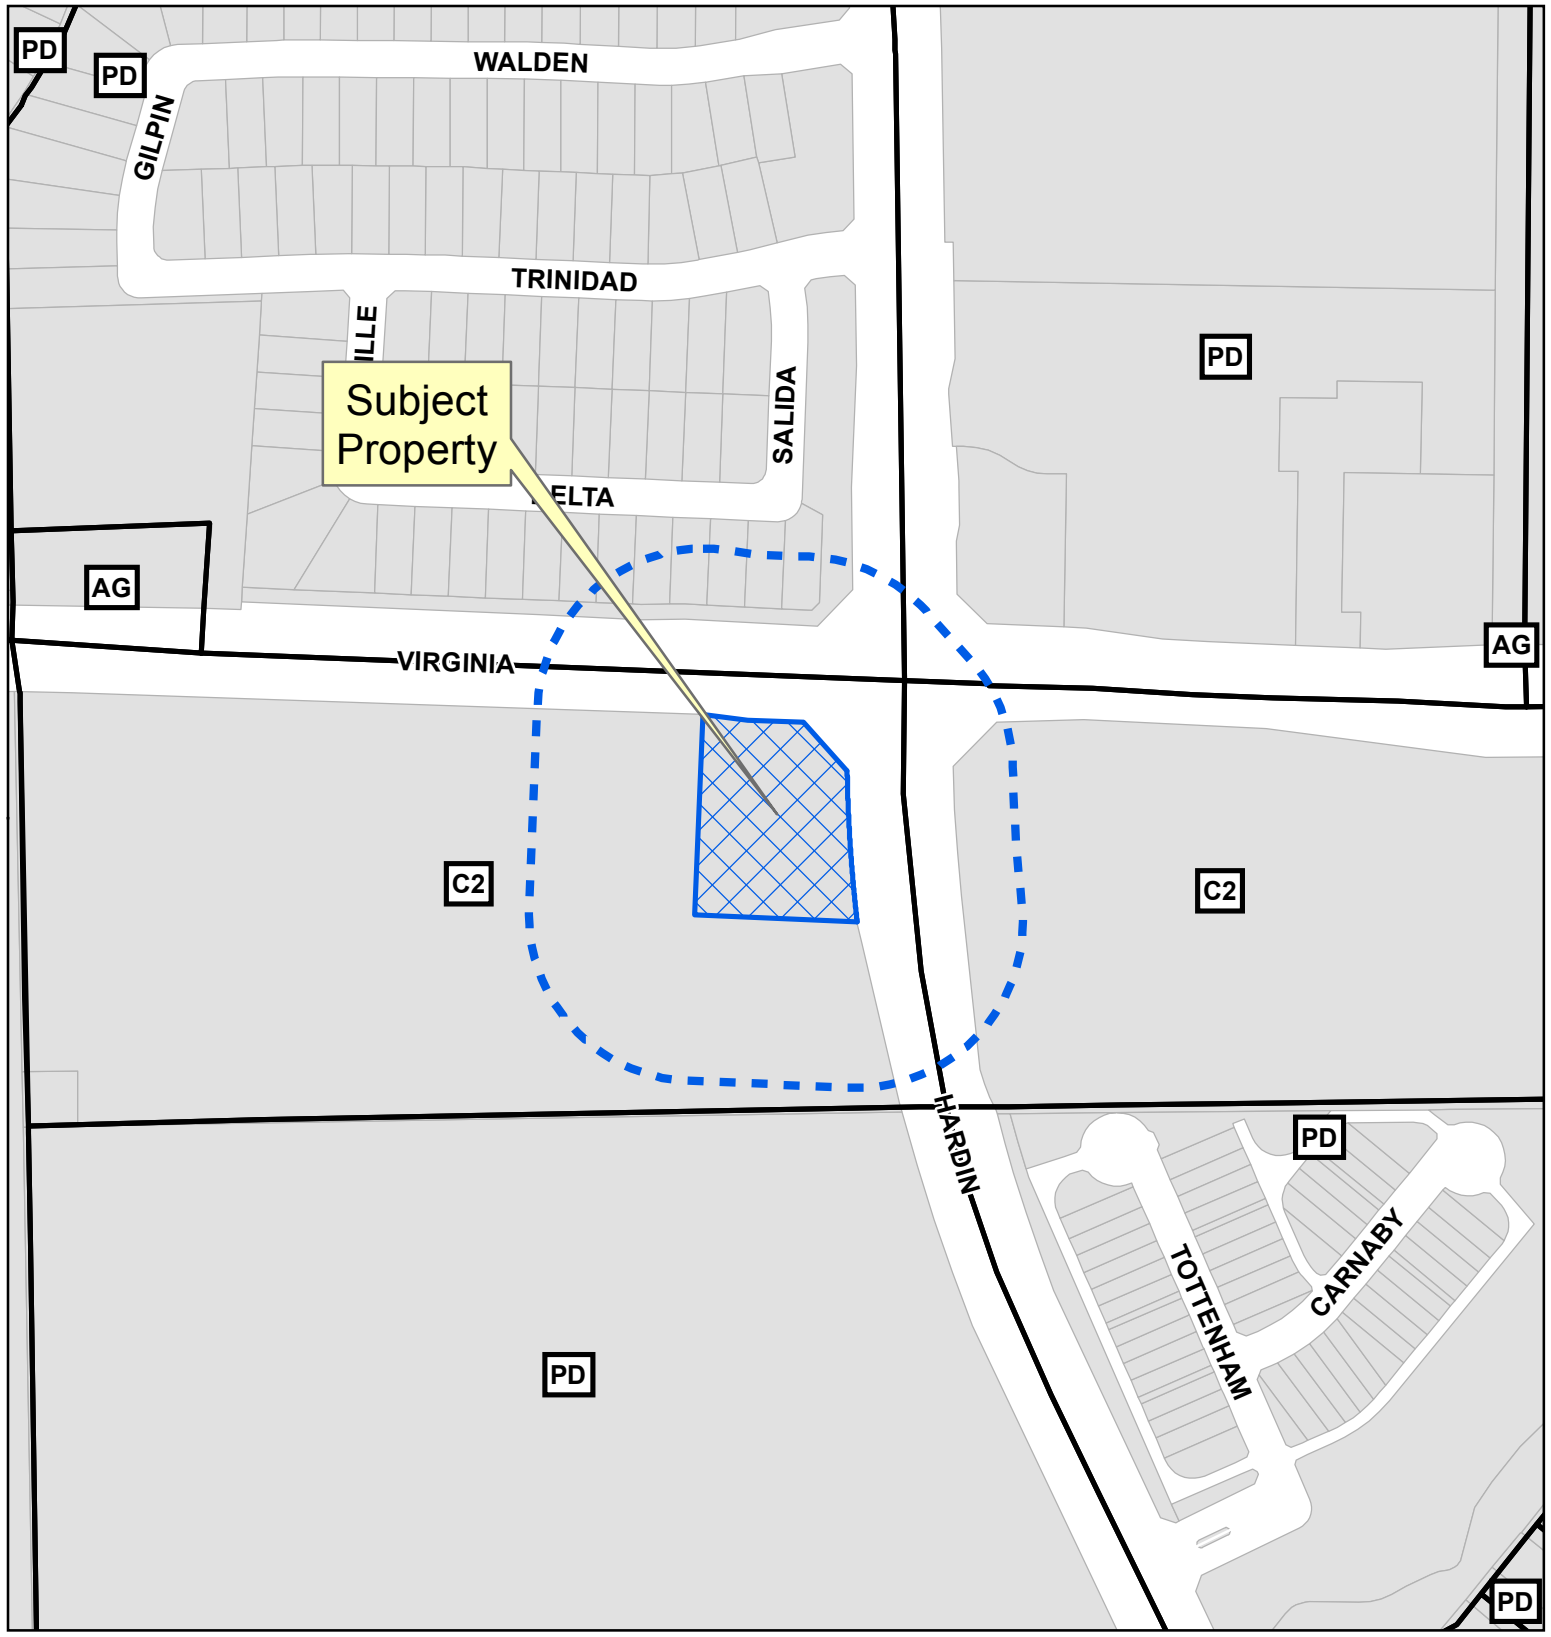 PD
WALDEN
PD
GILPIN
TRINIDAD
ILLE
PD
SALIDA
Subject
Property
ELTA
AG
AG
VIRGINIA
C2
C2
HARDIN
PD
CARNABY
TOTTENHAM
PD
PD